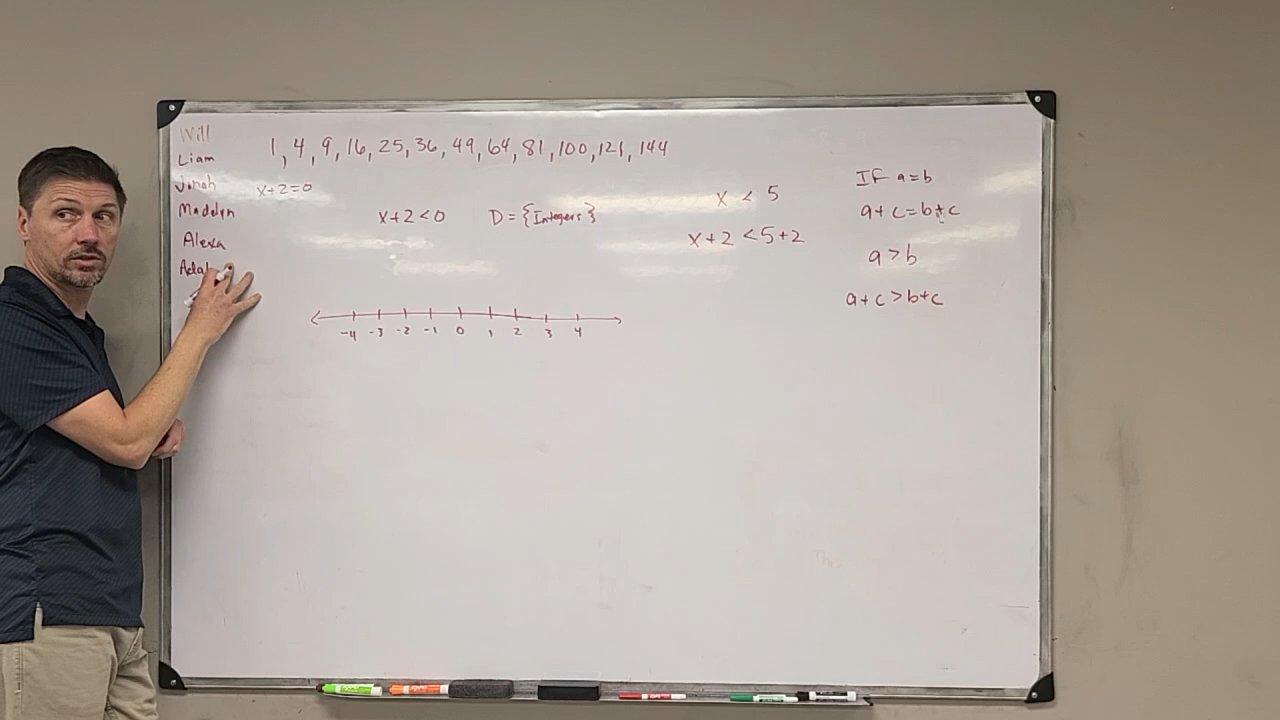 Will
Liam
Jonah
Madelyn
Alexa
1, 4, 9, 16, 25, 36, 49, 64, 81, 100, 121, 144
x+2=0
x+2<0 D={Integers}
x < 5
x+2 <5+2
If a=b
a+c=b+c
a>b
a+c>b+c
-4 -3 -2 -1 0 1 2 3 4